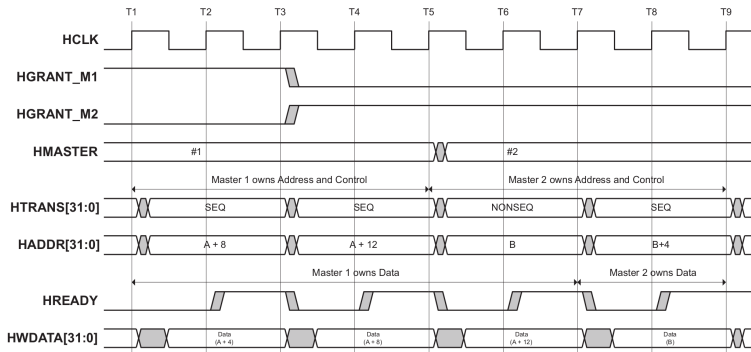 T1 T2 T3 T4 T5 T6 T7 T8 T9
HCLK
HGRANT_M1
HGRANT_M2
HMASTER #1 #2
Master 1 owns Address and Control Master 2 owns Address and Control
HTRANS[31:0] SEQ SEQ NONSEQ SEQ
HADDR[31:0] A + 8 A + 12 B B+4
Master 1 owns Data Master 2 owns Data
HREADY
HWDATA[31:0] Data (A + 4) Data (A + 8) Data (A + 12) Data (B)